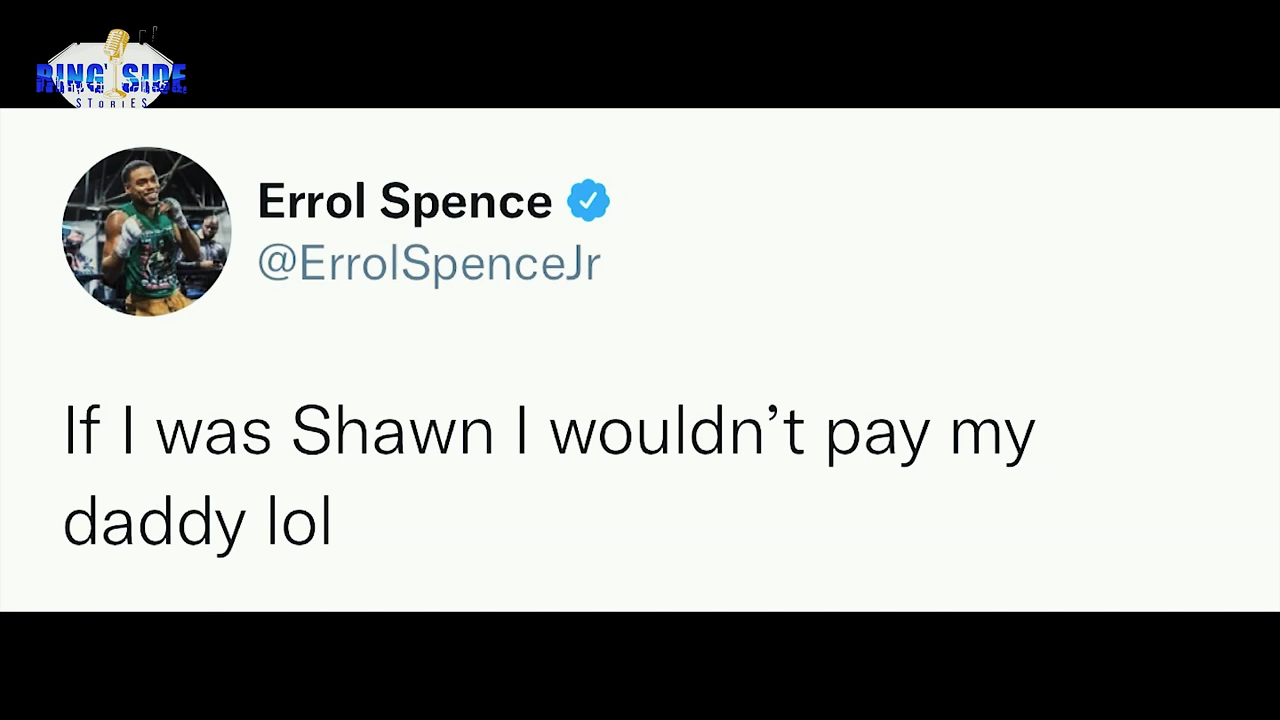 RING SIDE
STORIES
Errol Spence
@ErrolSpenceJr
If I was Shawn I wouldn’t pay my
daddy lol